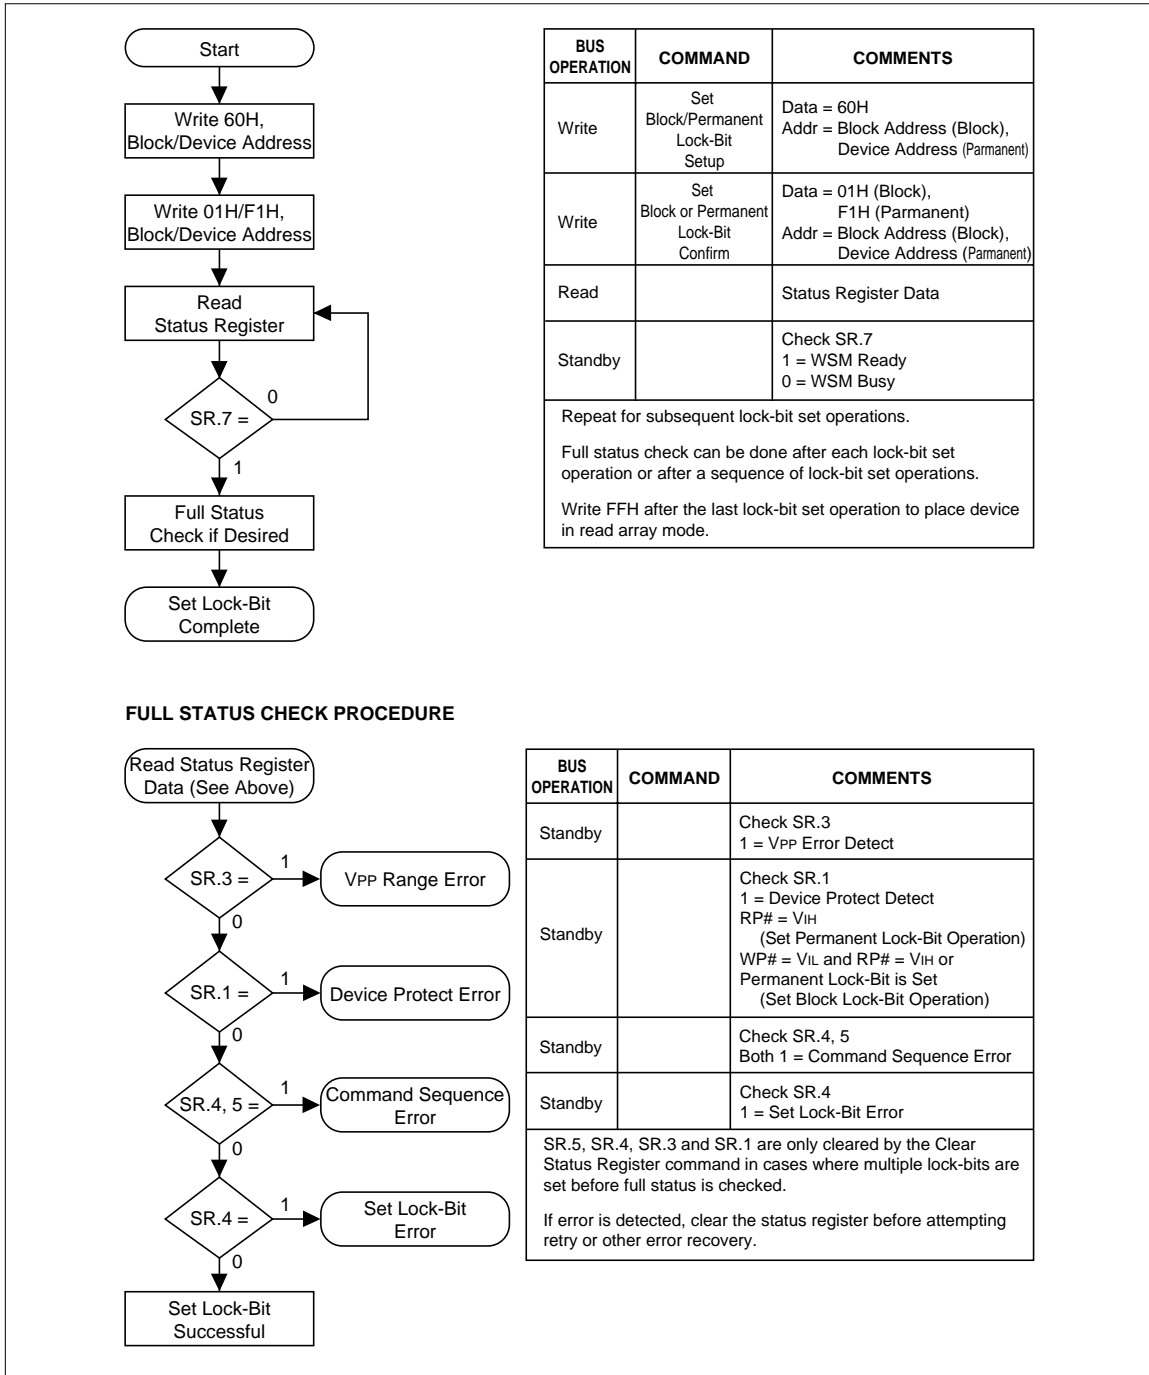 Start
Write 60H,
Block/Device Address
Write 01H/F1H,
Block/Device Address
Read
Status Register
SR.7 =
0
1
Full Status
Check if Desired
Set Lock-Bit
Complete
BUS
OPERATION
COMMAND
COMMENTS
Write
Set
Block/Permanent
Lock-Bit
Setup
Data = 60H
Addr = Block Address (Block),
Device Address (Parmanent)
Write
Set
Block or Permanent
Lock-Bit
Confirm
Data = 01H (Block),
F1H (Parmanent)
Addr = Block Address (Block),
Device Address (Parmanent)
Read
Status Register Data
Standby
Check SR.7
1 = WSM Ready
0 = WSM Busy
Repeat for subsequent lock-bit set operations.
Full status check can be done after each lock-bit set
operation or after a sequence of lock-bit set operations.
Write FFH after the last lock-bit set operation to place device
in read array mode.
FULL STATUS CHECK PROCEDURE
Read Status Register
Data (See Above)
SR.3 =
1
VPP Range Error
0
SR.1 =
1
Device Protect Error
0
SR.4, 5 =
1
Command Sequence
Error
0
SR.4 =
1
Set Lock-Bit
Error
0
Set Lock-Bit
Successful
BUS
OPERATION
COMMAND
COMMENTS
Standby
Check SR.3
1 = VPP Error Detect
Standby
Check SR.1
1 = Device Protect Detect
RP# = VIH
(Set Permanent Lock-Bit Operation)
WP# = VIL and RP# = VIH or
Permanent Lock-Bit is Set
(Set Block Lock-Bit Operation)
Standby
Check SR.4, 5
Both 1 = Command Sequence Error
Standby
Check SR.4
1 = Set Lock-Bit Error
SR.5, SR.4, SR.3 and SR.1 are only cleared by the Clear
Status Register command in cases where multiple lock-bits are
set before full status is checked.
If error is detected, clear the status register before attempting
retry or other error recovery.